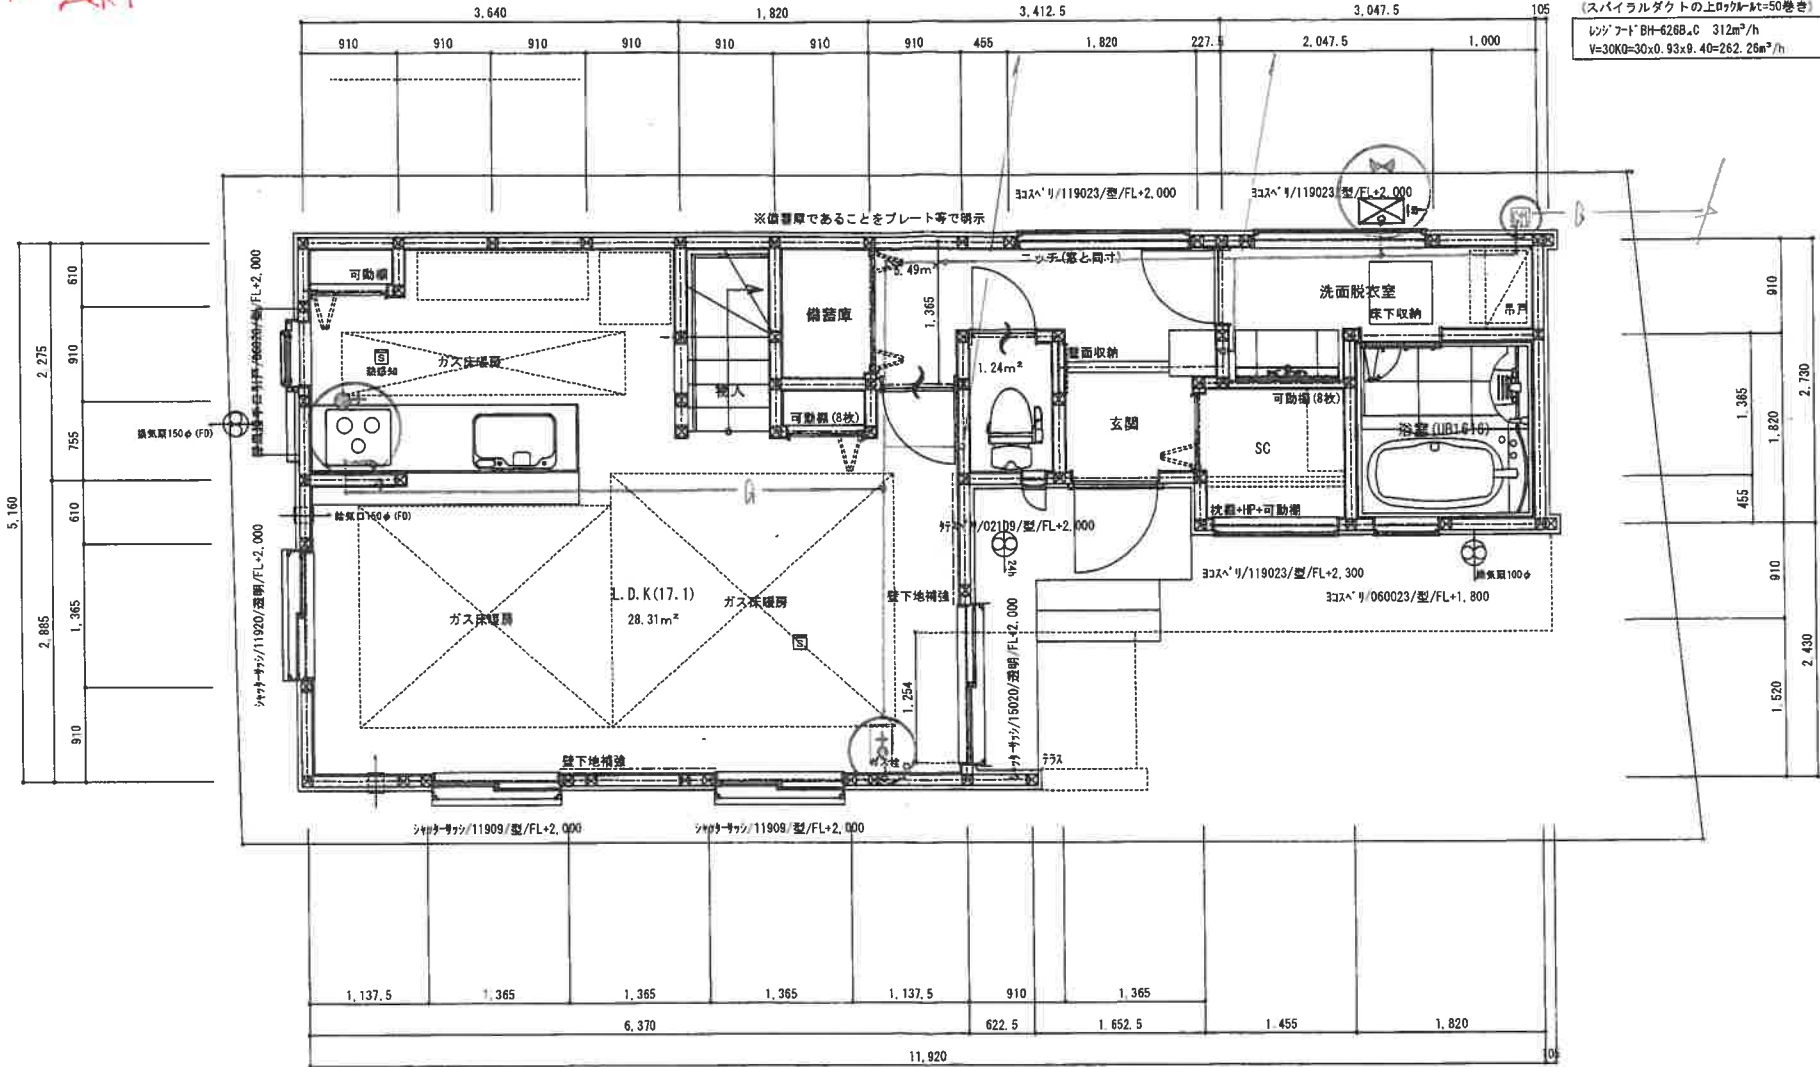 (スパイラルダクトの上ロックールt=50巻き)
レンジフードBH-626B
312m³/h
V=30KQ=30x0.93x9.40=262.26m³/h
3,640
1,820
3,412.5
3,047.5
105
910
910
910
910
910
910
910
455
1,820
227.5
2,047.5
1,000
ヨコスベリ/119023/型/FL+2,000
ヨコスベリ/119023/型/FL+2,000
※備蓄庫であることをプレート等で明示
可動棚
ニッチ(窓と同寸)
洗面脱衣室
床下収納
吊戸
備蓄庫
1,365
ガス床暖房
熱感知
S
物入
可動棚(8枚)
1.24m²
壁面収納
玄関
可動棚(8枚)
SC
浴室(UB1616)
枕棚+HP+可動棚
換気扇150φ(FD)
給気口150φ(FD)
シャッターサッシ/11920/透明/FL+2,000
ガス床暖房
L.D.K(17.1)
28.31m²
ガス床暖房
S
壁下地補強
24h
ヨコスベリ/119023/型/FL+2,300
換気扇100φ
ヨコスベリ/060023/型/FL+1,800
シャッターサッシ/15020/透明/FL+2,000
1,254
ガス栓
テラス
壁下地補強
シャッターサッシ/11909/型/FL+2,000
シャッターサッシ/11909/型/FL+2,000
5,160
2,275
2,885
610
910
755
610
1,365
910
910
1,365
455
1,820
2,730
910
1,520
2,430
1,137.5
1,365
1,365
1,365
1,137.5
910
1,365
6,370
622.5
1,652.5
1,455
1,820
11,920
105